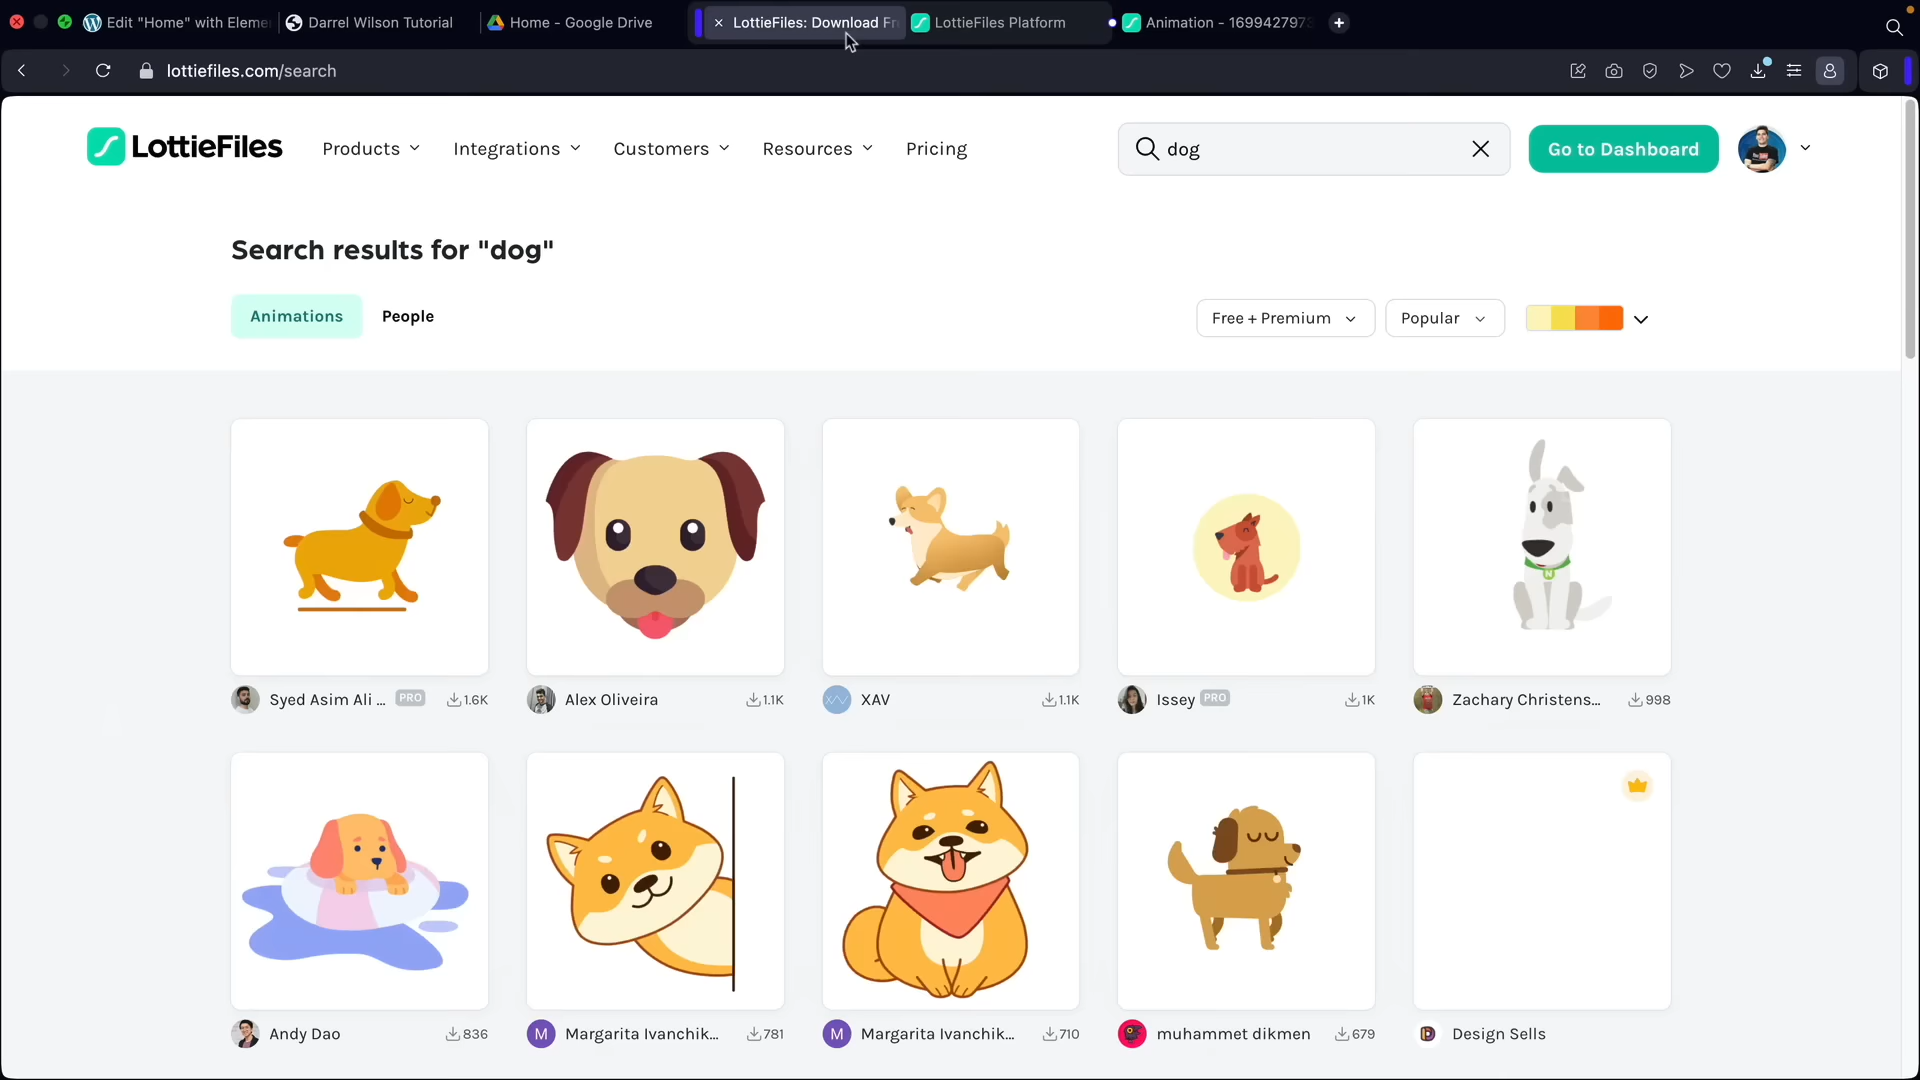 Edit "Home" with Eleme
Darrel Wilson Tutorial
Home - Google Drive
LottieFiles: Download Fr
LottieFiles Platform
Animation - 1699427973
lottiefiles.com/search
LottieFiles
Products
Integrations
Customers
Resources
Pricing
dog
Go to Dashboard
Search results for "dog"
Animations
People
Free + Premium
Popular
Syed Asim Ali ...
PRO
1.6K
Alex Oliveira
1.1K
XAV
1.1K
Issey
PRO
1K
Zachary Christens...
998
Andy Dao
836
M
Margarita Ivanchik...
781
M
Margarita Ivanchik...
710
muhammet dikmen
679
Design Sells